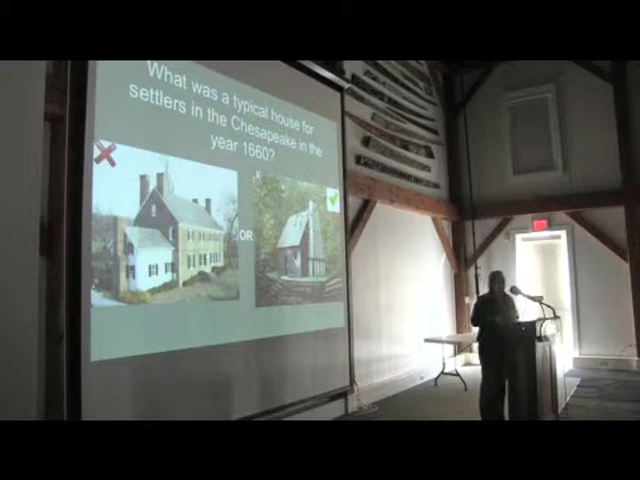 What was a typical house for
settlers in the Chesapeake in the
year 1660?
OR